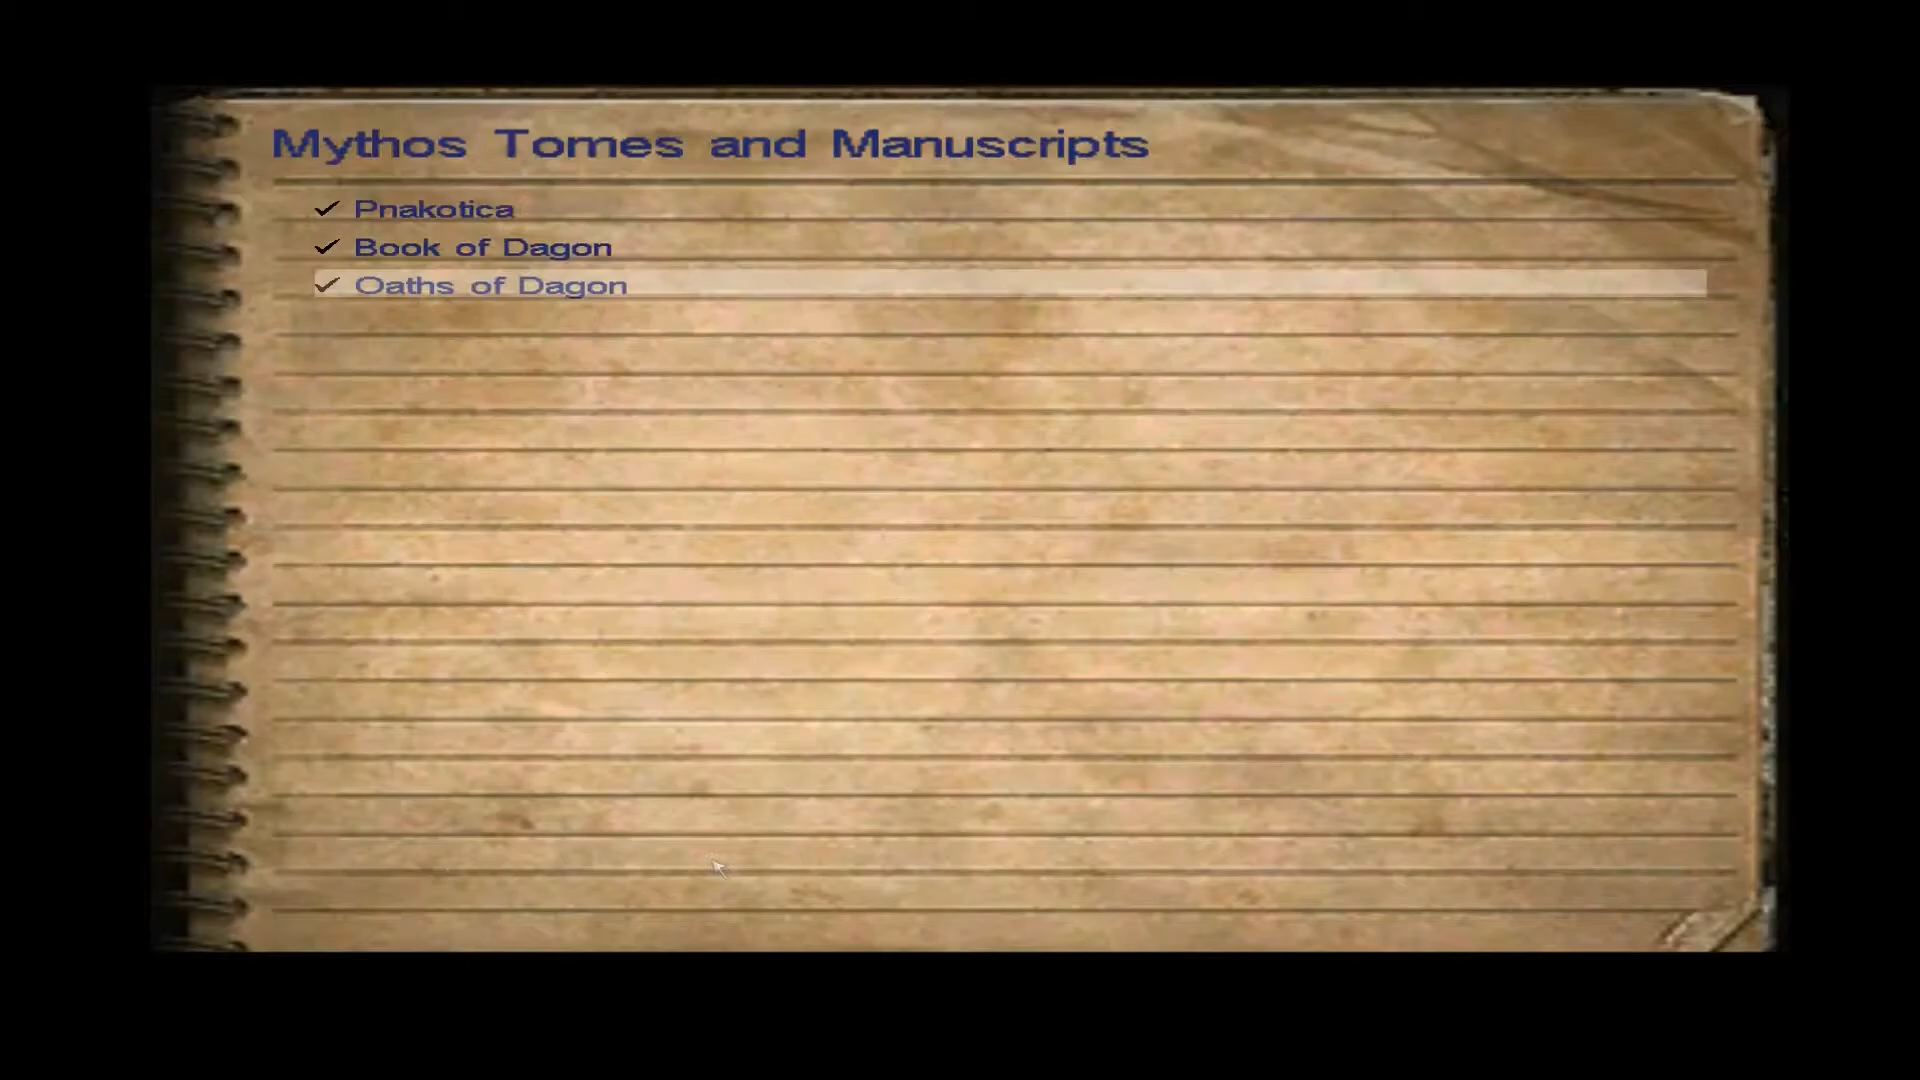 Mythos Tomes and Manuscripts
✓ Pnakotica
✓ Book of Dagon
✓ Oaths of Dagon